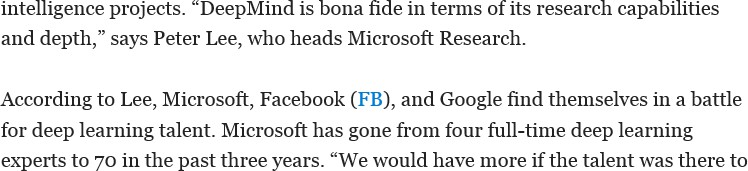 intelligence projects. “DeepMind is bona fide in terms of its research capabilities
and depth,” says Peter Lee, who heads Microsoft Research.
According to Lee, Microsoft, Facebook (FB), and Google find themselves in a battle
for deep learning talent. Microsoft has gone from four full-time deep learning
experts to 70 in the past three years. “We would have more if the talent was there to